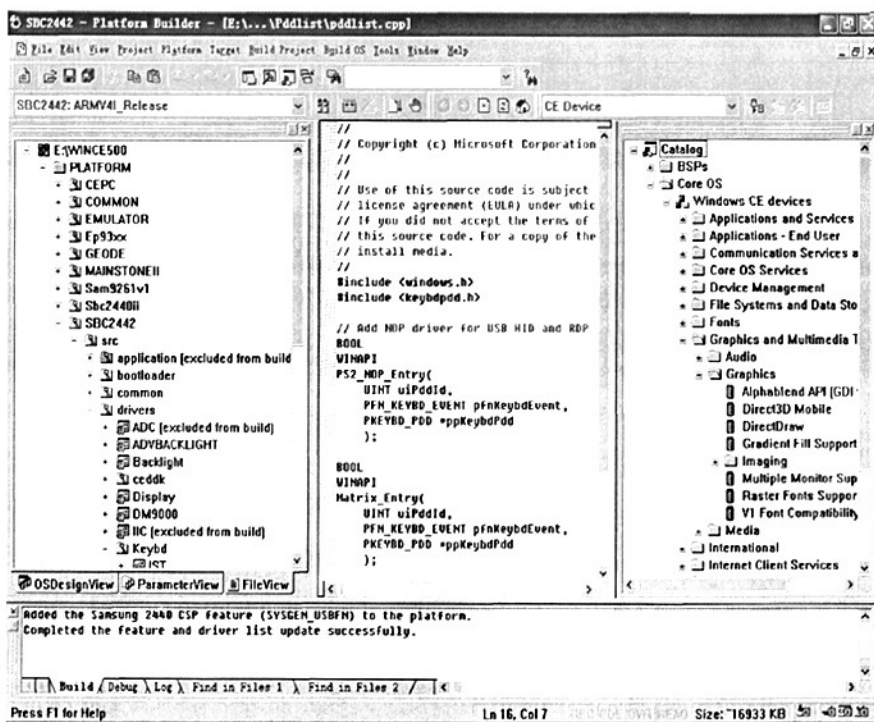 SBC2442 - Platform Builder - [E:\...\Pddlist\pddlist.cpp]
File Edit View Project Platform Target Build Project Build OS Tools Window Help
SBC2442: ARMV4I_Release
CE Device
E:\WINCE500
PLATFORM
CEPC
COMMON
EMULATOR
Ep93xx
GEODE
MAINSTONEII
Sam9261v1
Sbc2440ii
SBC2442
src
application [excluded from build
bootloader
common
drivers
ADC (excluded from build)
ADVBACKLIGHT
Backlight
ceddk
Display
DM9000
IIC (excluded from build)
Keybd
IST
OSDesignView
ParameterView
FileView
//
// Copyright (c) Microsoft Corporation
//
//
// Use of this source code is subject
// license agreement (EULA) under whic
// If you did not accept the terms of
// this source code. For a copy of the
// install media.
//
#include <windows.h>
#include <keybdpdd.h>
// Add NOP driver for USB HID and RDP
BOOL
WINAPI
PS2_NOP_Entry(
UINT uiPddId,
PFN_KEYBD_EVENT pfnKeybdEvent,
PKEYBD_PDD *ppKeybdPdd
);
BOOL
WINAPI
Matrix_Entry(
UINT uiPddId,
PFN_KEYBD_EVENT pfnKeybdEvent,
PKEYBD_PDD *ppKeybdPdd
);
Catalog
BSPs
Core OS
Windows CE devices
Applications and Services
Applications - End User
Communication Services a
Core OS Services
Device Management
File Systems and Data Sto
Fonts
Graphics and Multimedia T
Audio
Graphics
Alphablend API (GDI
Direct3D Mobile
DirectDraw
Gradient Fill Support
Imaging
Multiple Monitor Sup
Raster Fonts Suppor
V1 Font Compatibility
Media
International
Internet Client Services
Added the Samsung 2440 CSP feature (SYSGEN_USBFN) to the platform.
Completed the feature and driver list update successfully.
Build Debug Log Find in Files 1 Find in Files 2
Press F1 for Help
Ln 16, Col 7
Size: ~16933 KB